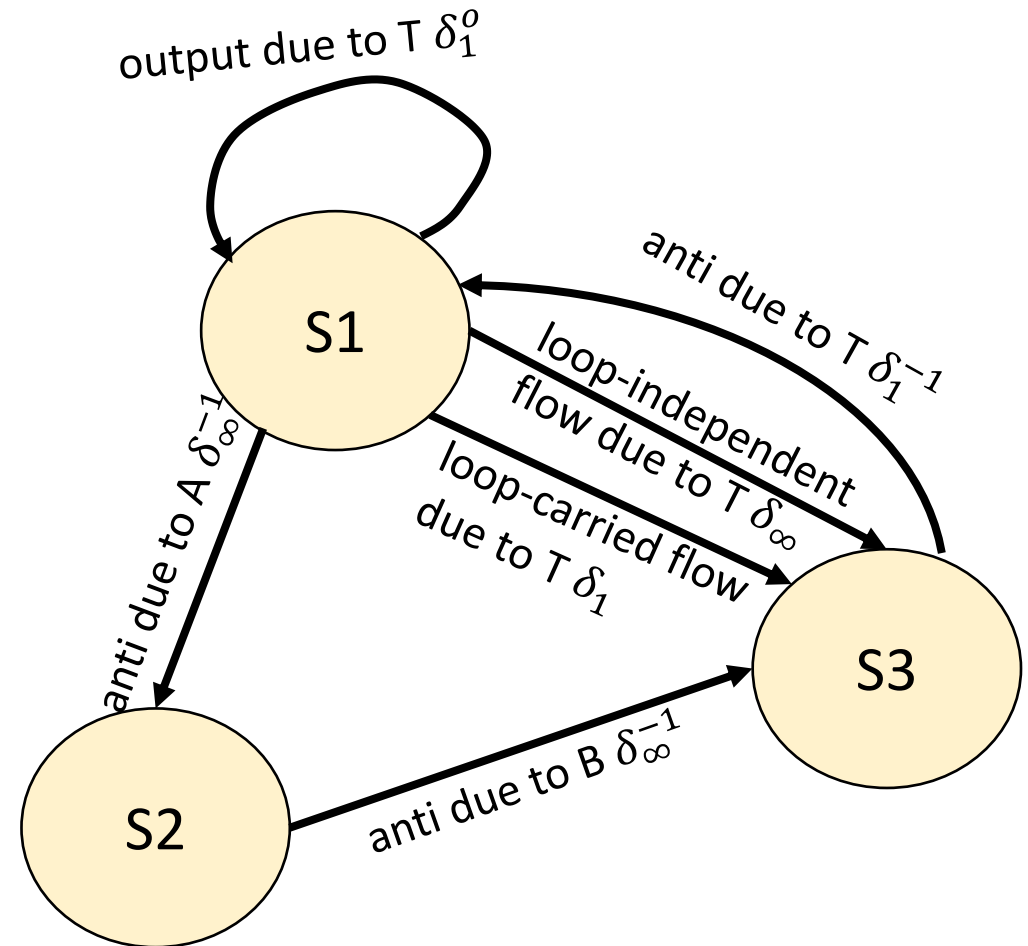 output due to T δ₁ᵒ
S1
anti due to T δ₁⁻¹
loop-independent
flow due to T δ∞
loop-carried flow
due to T δ₁
anti due to A δ∞⁻¹
S3
anti due to B δ∞⁻¹
S2